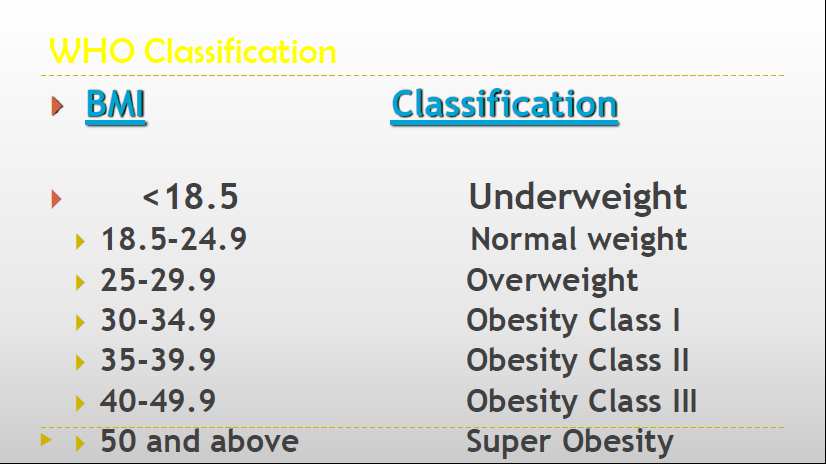 WHO Classification
BMI Classification
<18.5 Underweight
18.5-24.9 Normal weight
25-29.9 Overweight
30-34.9 Obesity Class I
35-39.9 Obesity Class II
40-49.9 Obesity Class III
50 and above Super Obesity